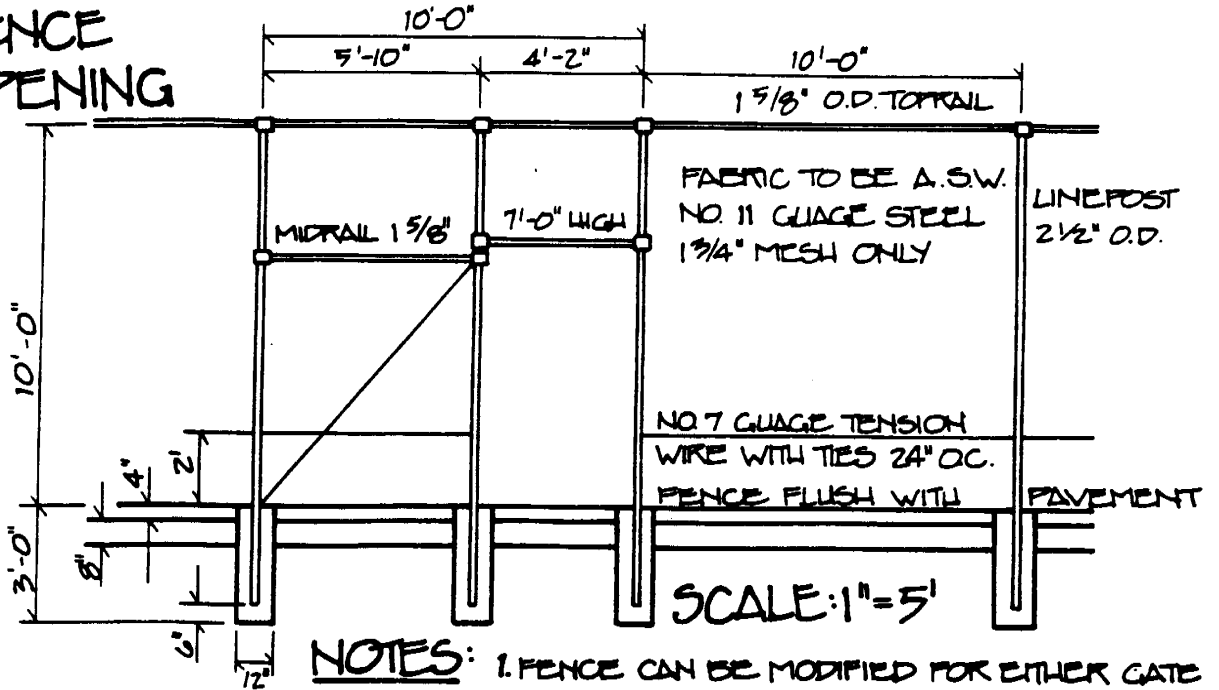 ENCE
PENING
10'-0"
5'-10"
4'-2"
10'-0"
1 5/8" O.D. TOPRAIL
FABRIC TO BE A.S.W.
NO. 11 GUAGE STEEL
1 3/4" MESH ONLY
LINEPOST
2 1/2" O.D.
MIDRAIL 1 5/8"
7'-0" HIGH
10'-0"
NO. 7 GUAGE TENSION
WIRE WITH TIES 24" O.C.
FENCE FLUSH WITH PAVEMENT
2'
4"
3'-0"
8"
6"
12"
SCALE: 1"=5'
NOTES: 1. FENCE CAN BE MODIFIED FOR EITHER GATE